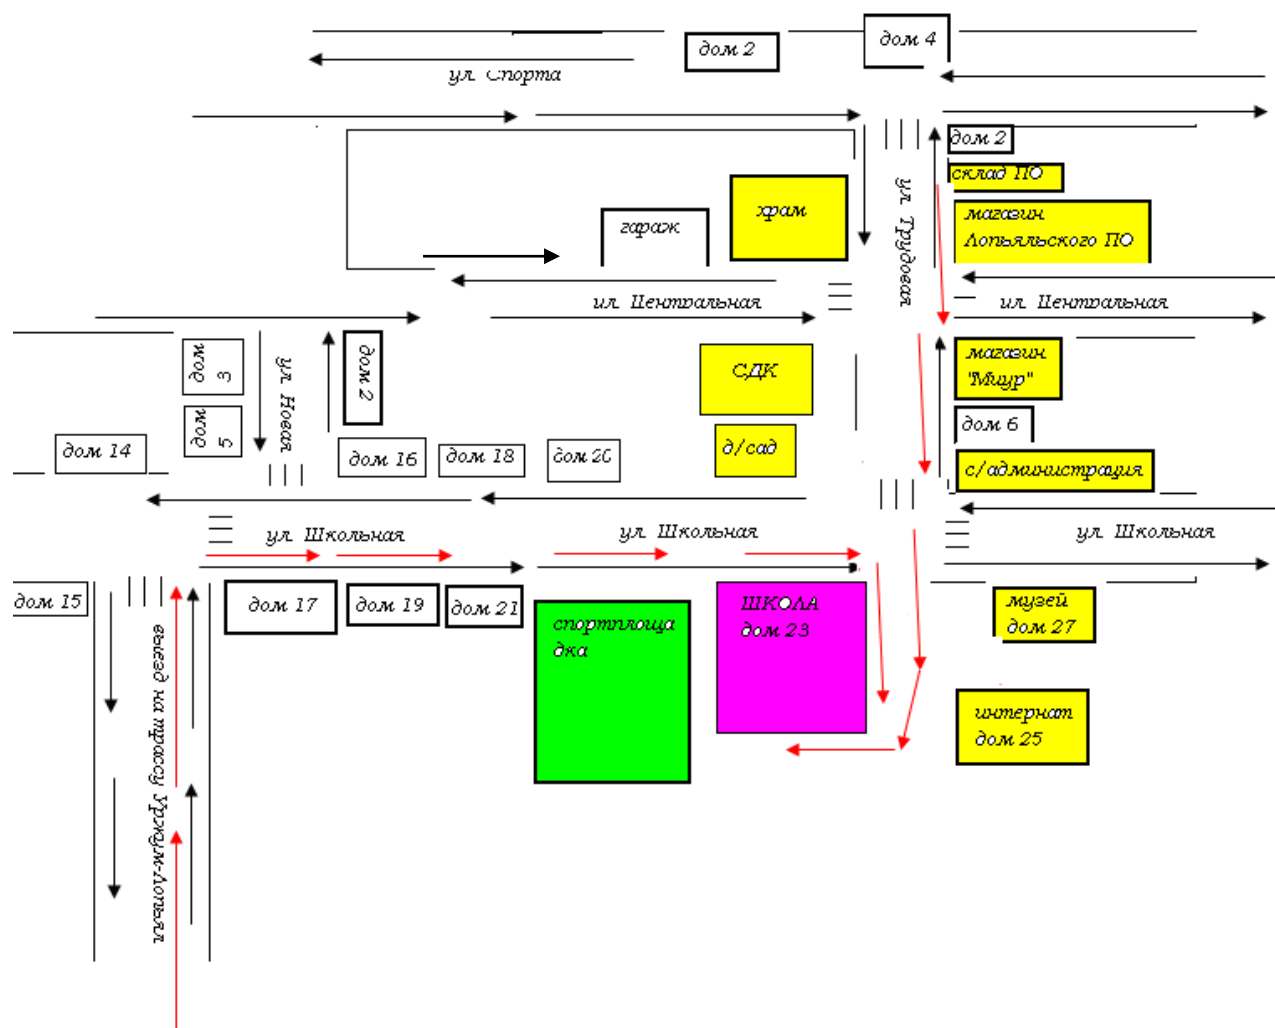 дом 2
дом 4
ул. Спорта
дом 2
склад ПО
храм
магазин
Лопьяльского ПО
гараж
ул. Трудовая
ул. Центральная
ул. Центральная
дом
3
ул. Новая
дом 2
СДК
магазин
"Миур"
дом
5
дом 6
дом 14
дом 16
дом 18
дом 20
д/сад
с/администрация
ул. Школьная
ул. Школьная
ул. Школьная
дом 15
дом 17
дом 19
дом 21
спортплоща
дка
ШКОЛА
дом 23
музей
дом 27
выезд на трассу Уржум-Лопьял
интернат
дом 25